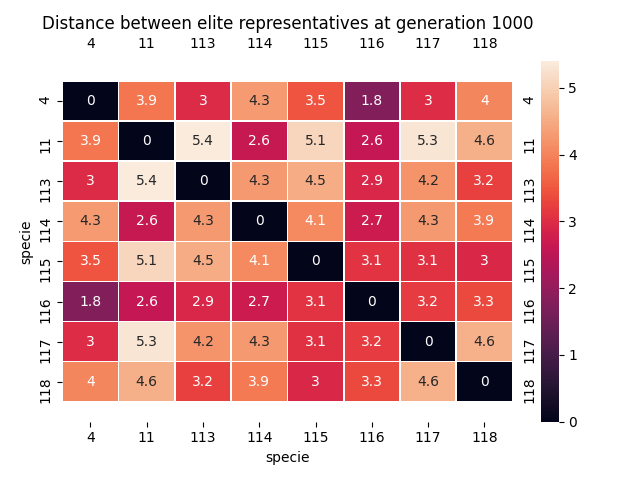 Distance between elite representatives at generation 1000
4 11 113 114 115 116 117 118
4 0 3.9 3 4.3 3.5 1.8 3 4 4 5
11 3.9 0 5.4 2.6 5.1 2.6 5.3 4.6 11 4
113 3 5.4 0 4.3 4.5 2.9 4.2 3.2 113
114 4.3 2.6 4.3 0 4.1 2.7 4.3 3.9 114 3
specie
115 3.5 5.1 4.5 4.1 0 3.1 3.1 3 115 2
116 1.8 2.6 2.9 2.7 3.1 0 3.2 3.3 116
117 3 5.3 4.2 4.3 3.1 3.2 0 4.6 117 1
118 4 4.6 3.2 3.9 3 3.3 4.6 0 118 0
4 11 113 114 115 116 117 118
specie